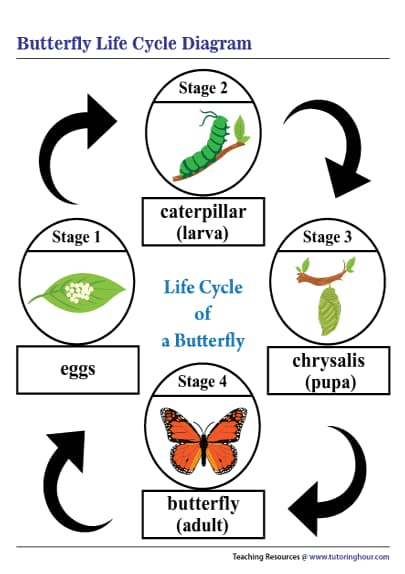 Butterfly Life Cycle Diagram
Stage 2
caterpillar
(larva)
Stage 1
eggs
Stage 3
chrysalis
(pupa)
Life Cycle
of
a Butterfly
Stage 4
butterfly
(adult)
Teaching Resources @ www.tutoringhour.com